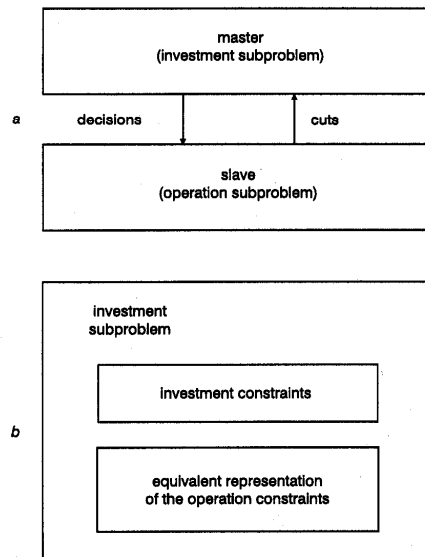 master
(investment subproblem)
a
decisions
cuts
slave
(operation subproblem)
b
investment
subproblem
investment constraints
equivalent representation
of the operation constraints